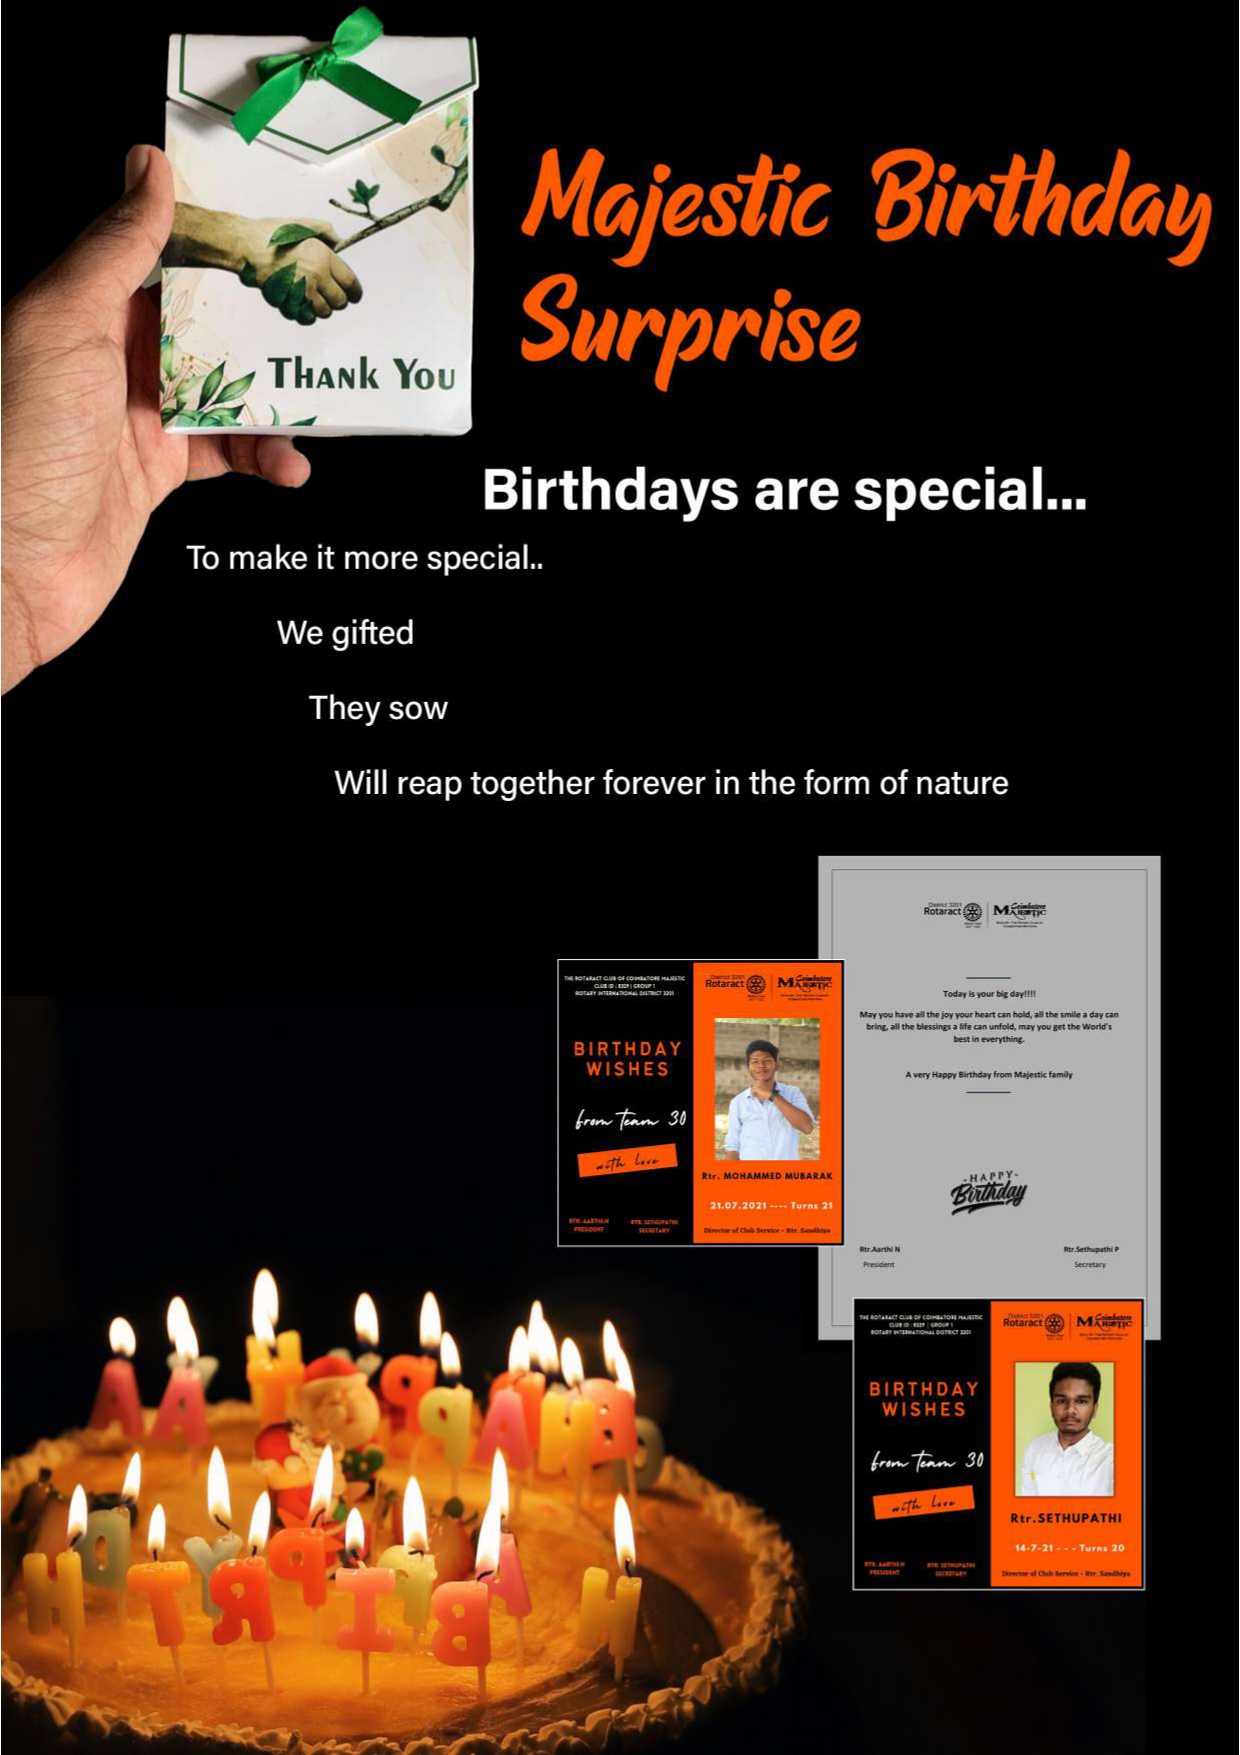 THANK YOU
Majestic Birthday
Surprise
Birthdays are special...
To make it more special..
We gifted
They sow
Will reap together forever in the form of nature
District 3201
Rotaract
Coimbatore
MAJESTIC
Today is your big day!!!!
May you have all the joy your heart can hold, all the smile a day can
bring, all the blessings a life can unfold, may you get the World's
best in everything.
A very Happy Birthday from Majestic family
-HAPPY-
Birthday
Rtr.Aarthi N
Rtr.Sethupathi P
President
Secretary
THE ROTARACT CLUB OF COIMBATORE MAJESTIC
CLUB ID : 8329 | GROUP 1
ROTARY INTERNATIONAL DISTRICT 3201
BIRTHDAY
WISHES
from Team 30
with love
RTR. AARTHI.N
PRESIDENT
RTR. SETHUPATHI
SECRETARY
District 3201
Rotaract
Coimbatore
MAJESTIC
Rtr. MOHAMMED MUBARAK
21.07.2021 ---- Turns 21
Director of Club Service - Rtr. Sandhiya
THE ROTARACT CLUB OF COIMBATORE MAJESTIC
CLUB ID : 8329 | GROUP 1
ROTARY INTERNATIONAL DISTRICT 3201
BIRTHDAY
WISHES
from Team 30
with love
RTR. AARTHI.N
PRESIDENT
RTR. SETHUPATHI
SECRETARY
District 3201
Rotaract
Coimbatore
MAJESTIC
Rtr.SETHUPATHI
14-7-21 - - - Turns 20
Director of Club Service - Rtr. Sandhiya